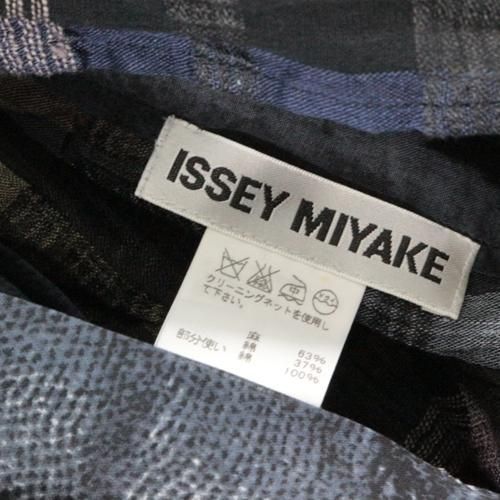 ISSEY MIYAKE
中
クリーニングネットを使用し
て下さい。
麻 63%
綿 37%
部分使い 綿 100%